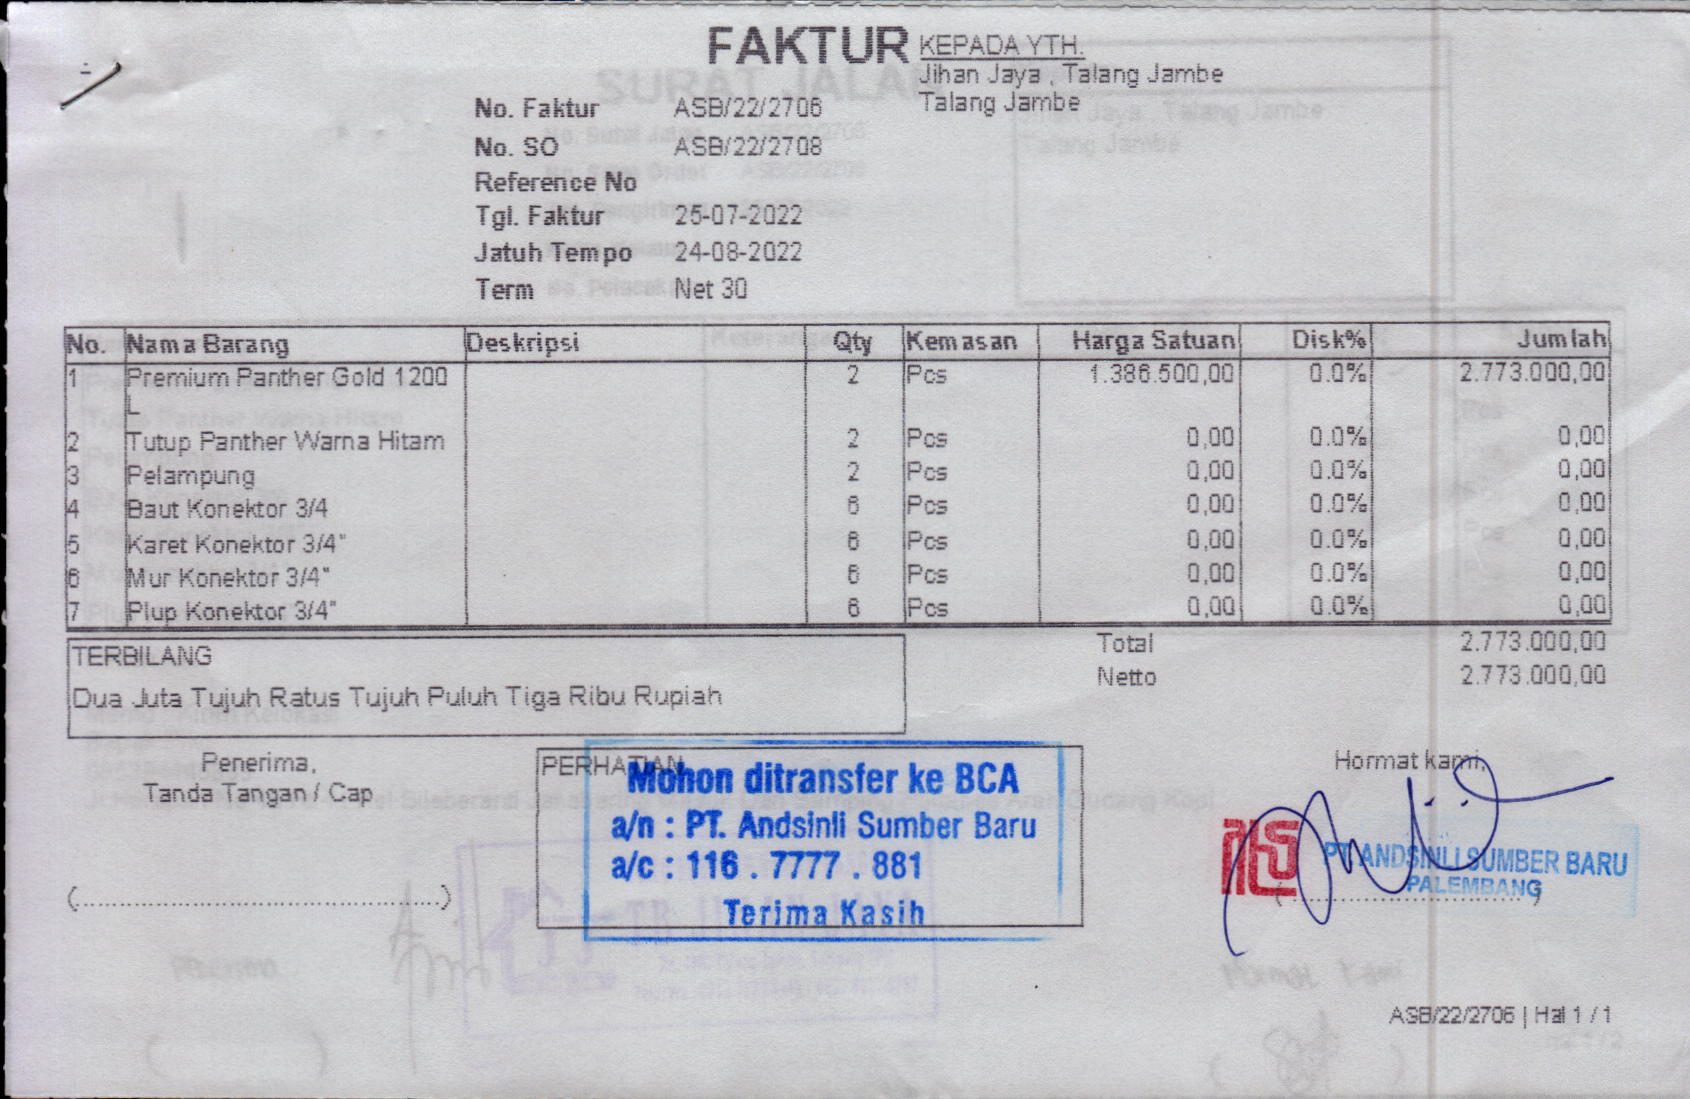 FAKTUR
KEPADA YTH.
Jihan Jaya , Talang Jambe
Talang Jambe
No. Faktur ASB/22/2706
No. SO ASB/22/2708
Reference No
Tgl. Faktur 25-07-2022
Jatuh Tempo 24-08-2022
Term Net 30
No. Nama Barang Deskripsi Qty Kemasan Harga Satuan Disk% Jumlah
1 Premium Panther Gold 1200 2 Pcs 1.386.500,00 0.0% 2.773.000,00
L
2 Tutup Panther Warna Hitam 2 Pcs 0,00 0.0% 0,00
3 Pelampung 2 Pcs 0,00 0.0% 0,00
4 Baut Konektor 3/4 6 Pcs 0,00 0.0% 0,00
5 Karet Konektor 3/4" 6 Pcs 0,00 0.0% 0,00
6 Mur Konektor 3/4" 6 Pcs 0,00 0.0% 0,00
7 Plup Konektor 3/4" 6 Pcs 0,00 0.0% 0,00
Total 2.773.000,00
Netto 2.773.000,00
TERBILANG
Dua Juta Tujuh Ratus Tujuh Puluh Tiga Ribu Rupiah
Penerima,
Tanda Tangan / Cap
(........................................)
PERHATIAN
Mohon ditransfer ke BCA
a/n : PT. Andsinli Sumber Baru
a/c : 116 . 7777 . 881
Terima Kasih
Hormat kami,
PT. ANDSINLI SUMBER BARU
PALEMBANG
ASB/22/2706 | Hal 1 / 1